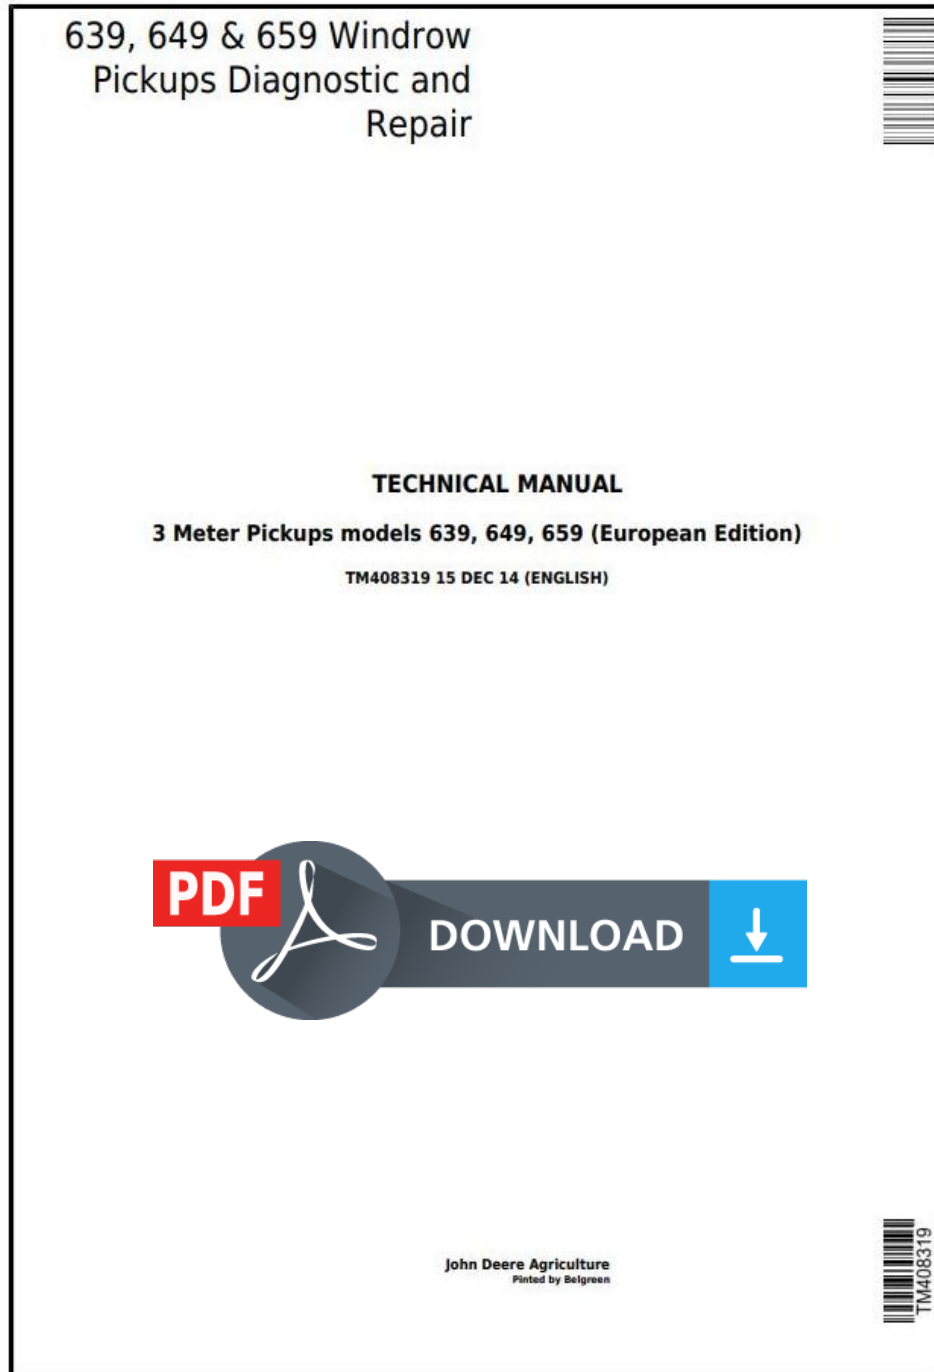 639, 649 & 659 Windrow
Pickups Diagnostic and
Repair
TECHNICAL MANUAL
3 Meter Pickups models 639, 649, 659 (European Edition)
TM408319 15 DEC 14 (ENGLISH)
PDF
DOWNLOAD
John Deere Agriculture
Pinted by Belgreen
TM408319